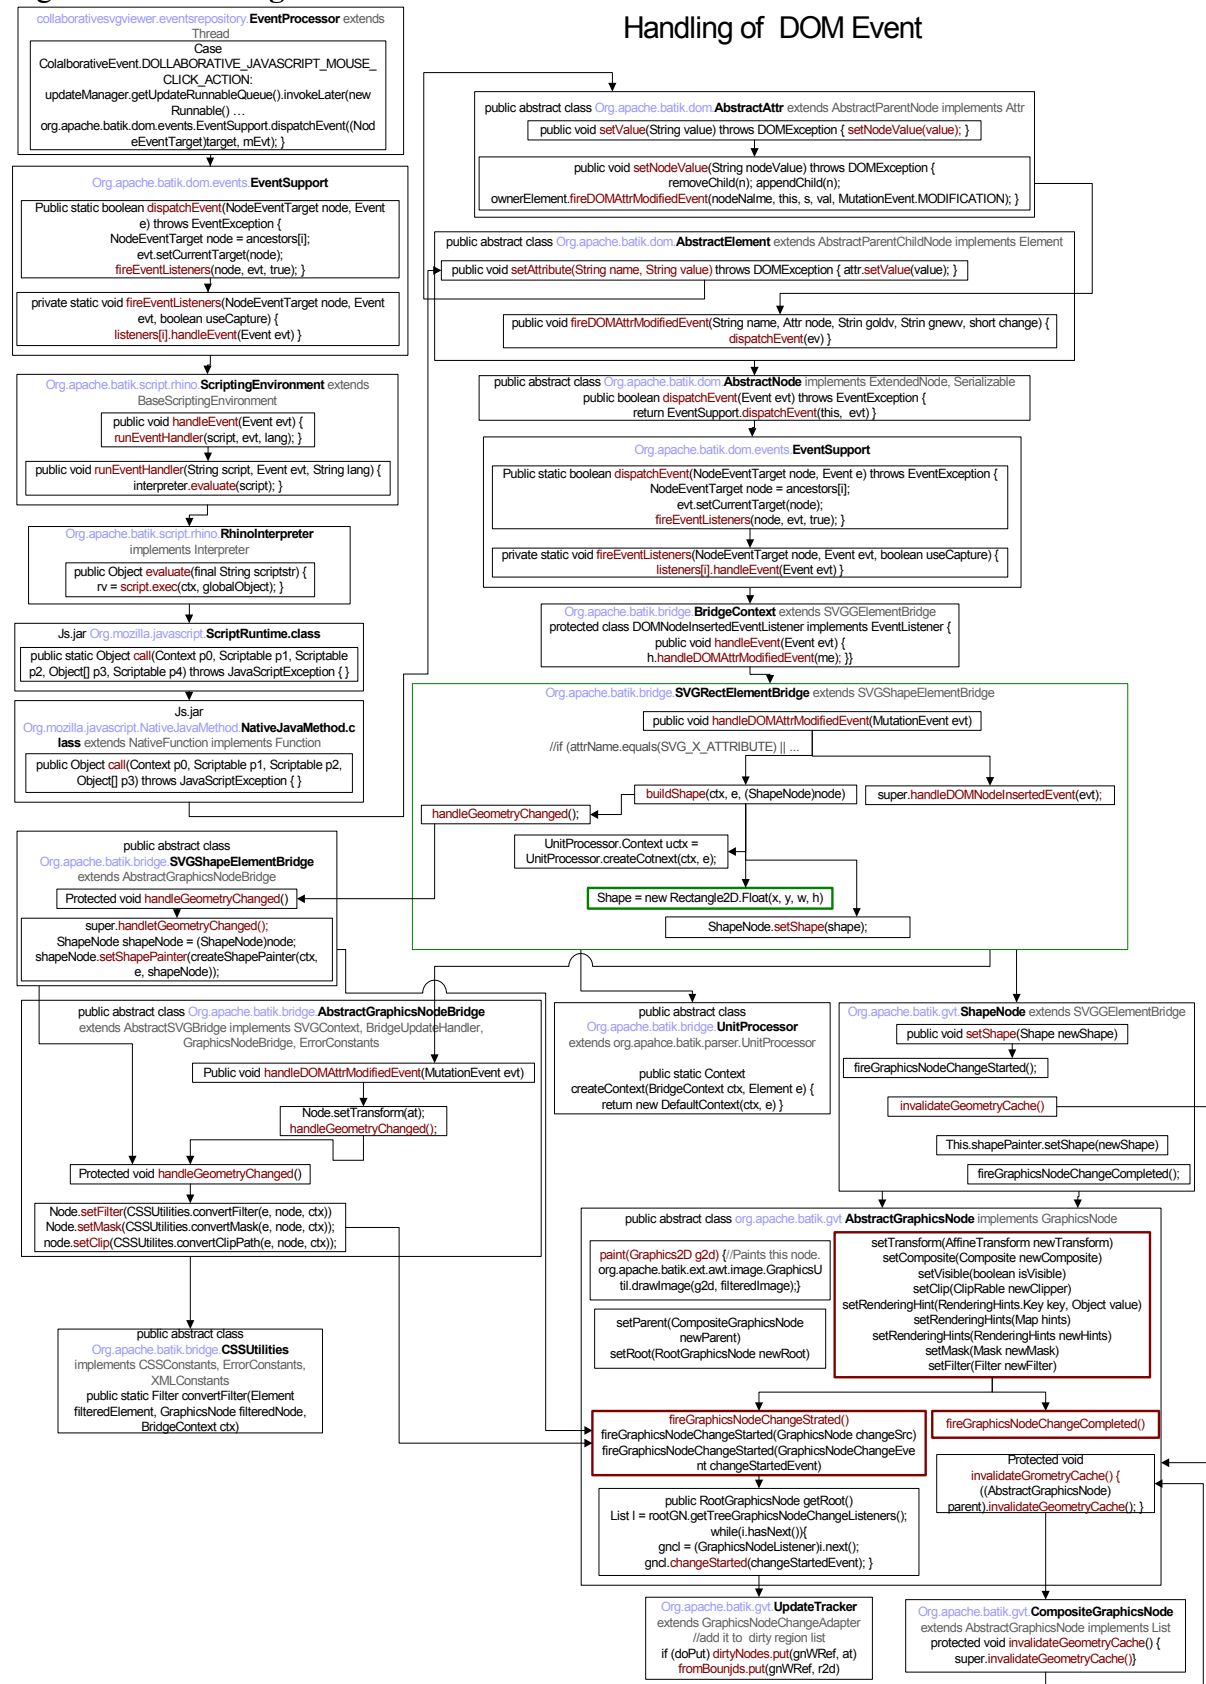 Handling of DOM Event
collaborativesvgviewer.eventsrepository.EventProcessor extends
Thread
Case
ColalborativeEvent.DOLLABORATIVE_JAVASCRIPT_MOUSE_
CLICK_ACTION:
updateManager.getUpdateRunnableQueue().invokeLater(new
Runnable() ...
org.apache.batik.dom.events.EventSupport.dispatchEvent((Nod
eEventTarget)target, mEvt); }
Org.apache.batik.dom.events.EventSupport
Public static boolean dispatchEvent(NodeEventTarget node, Event
e) throws EventException {
NodeEventTarget node = ancestors[i];
evt.setCurrentTarget(node);
fireEventListeners(node, evt, true); }
private static void fireEventListeners(NodeEventTarget node, Event
evt, boolean useCapture) {
listeners[i].handleEvent(Event evt) }
Org.apache.batik.script.rhino.ScriptingEnvironment extends
BaseScriptingEnvironment
public void handleEvent(Event evt) {
runEventHandler(script, evt, lang); }
public void runEventHandler(String script, Event evt, String lang) {
interpreter.evaluate(script); }
Org.apache.batik.script.rhino.RhinoInterpreter
implements Interpreter
public Object evaluate(final String scriptstr) {
rv = script.exec(ctx, globalObject); }
Js.jar Org.mozilla.javascript.ScriptRuntime.class
public static Object call(Context p0, Scriptable p1, Scriptable
p2, Object[] p3, Scriptable p4) throws JavaScriptException { }
Js.jar
Org.mozilla.javascript.NativeJavaMethod.NativeJavaMethod.c
lass extends NativeFunction implements Function
public Object call(Context p0, Scriptable p1, Scriptable p2,
Object[] p3) throws JavaScriptException { }
public abstract class Org.apache.batik.dom.AbstractAttr extends AbstractParentNode implements Attr
public void setValue(String value) throws DOMException { setNodeValue(value); }
public void setNodeValue(String nodeValue) throws DOMException {
removeChild(n); appendChild(n);
ownerElement.fireDOMAttrModifiedEvent(nodeNalme, this, s, val, MutationEvent.MODIFICATION); }
public abstract class Org.apache.batik.dom.AbstractElement extends AbstractParentChildNode implements Element
public void setAttribute(String name, String value) throws DOMException { attr.setValue(value); }
public void fireDOMAttrModifiedEvent(String name, Attr node, Strin goldv, Strin gnewv, short change) {
dispatchEvent(ev) }
public abstract class Org.apache.batik.dom.AbstractNode implements ExtendedNode, Serializable
public boolean dispatchEvent(Event evt) throws EventException {
return EventSupport.dispatchEvent(this, evt) }
Org.apache.batik.dom.events.EventSupport
Public static boolean dispatchEvent(NodeEventTarget node, Event e) throws EventException {
NodeEventTarget node = ancestors[i];
evt.setCurrentTarget(node);
fireEventListeners(node, evt, true); }
private static void fireEventListeners(NodeEventTarget node, Event evt, boolean useCapture) {
listeners[i].handleEvent(Event evt) }
Org.apache.batik.bridge.BridgeContext extends SVGGElementBridge
protected class DOMNodeInsertedEventListener implements EventListener {
public void handleEvent(Event evt) {
h.handleDOMAttrModifiedEvent(me); }}
Org.apache.batik.bridge.SVGRectElementBridge extends SVGShapeElementBridge
public void handleDOMAttrModifiedEvent(MutationEvent evt)
//if (attrName.equals(SVG_X_ATTRIBUTE) || ...
buildShape(ctx, e, (ShapeNode)node)
super.handleDOMNodeInsertedEvent(evt);
handleGeometryChanged();
UnitProcessor.Context uctx =
UnitProcessor.createCotnext(ctx, e);
Shape = new Rectangle2D.Float(x, y, w, h)
ShapeNode.setShape(shape);
public abstract class
Org.apache.batik.bridge.SVGShapeElementBridge
extends AbstractGraphicsNodeBridge
Protected void handleGeometryChanged()
super.handletGeometryChanged();
ShapeNode shapeNode = (ShapeNode)node;
shapeNode.setShapePainter(createShapePainter(ctx,
e, shapeNode));
public abstract class Org.apache.batik.bridge.AbstractGraphicsNodeBridge
extends AbstractSVGBridge implements SVGContext, BridgeUpdateHandler,
GraphicsNodeBridge, ErrorConstants
Public void handleDOMAttrModifiedEvent(MutationEvent evt)
Node.setTransform(at);
handleGeometryChanged();
Protected void handleGeometryChanged()
Node.setFilter(CSSUtilities.convertFilter(e, node, ctx))
Node.setMask(CSSUtilities.convertMask(e, node, ctx));
node.setClip(CSSUtilites.convertClipPath(e, node, ctx));
public abstract class
Org.apache.batik.bridge.CSSUtilities
implements CSSConstants, ErrorConstants,
XMLConstants
public static Filter convertFilter(Element
filteredElement, GraphicsNode filteredNode,
BridgeContext ctx)
public abstract class
Org.apache.batik.bridge.UnitProcessor
extends org.apahce.batik.parser.UnitProcessor
public static Context
createContext(BridgeContext ctx, Element e) {
return new DefaultContext(ctx, e) }
Org.apache.batik.gvt.ShapeNode extends SVGGElementBridge
public void setShape(Shape newShape)
fireGraphicsNodeChangeStarted();
invalidateGeometryCache()
This.shapePainter.setShape(newShape)
fireGraphicsNodeChangeCompleted();
public abstract class org.apache.batik.gvt.AbstractGraphicsNode implements GraphicsNode
paint(Graphics2D g2d) {//Paints this node.
org.apache.batik.ext.awt.image.GraphicsU
til.drawImage(g2d, filteredImage);}
setParent(CompositeGraphicsNode
newParent)
setRoot(RootGraphicsNode newRoot)
setTransform(AffineTransform newTransform)
setComposite(Composite newComposite)
setVisible(boolean isVisible)
setClip(ClipRable newClipper)
setRenderingHint(RenderingHints.Key key, Object value)
setRenderingHints(Map hints)
setRenderingHints(RenderingHints newHints)
setMask(Mask newMask)
setFilter(Filter newFilter)
fireGraphicsNodeChangeStrated()
fireGraphicsNodeChangeStarted(GraphicNode changeSrc)
fireGraphicsNodeChangeStarted(GraphicsNodeChangeEve
nt changeStartedEvent)
fireGraphicsNodeChangeCompleted()
Protected void
invalidateGrometryCache() {
((AbstractGraphicsNode)
parent).invalidateGeometryCache(); }
public RootGraphicsNode getRoot()
List l = rootGN.getTreeGraphicsNodeChangeListeners();
while(i.hasNext()){
gncl = (GraphicsNodeListener)i.next();
gncl.changeStarted(changeStartedEvent); }
Org.apache.batik.gvt.UpdateTracker
extends GraphicsNodeChangeAdapter
//add it to dirty region list
if (doPut) dirtyNodes.put(gnWRef, at)
fromBounjds.put(gnWRef, r2d)
Org.apache.batik.gvt.CompositeGraphicsNode
extends AbstractGraphicsNode implements List
protected void invalidateGeometryCache() {
super.invalidateGeometryCache()}